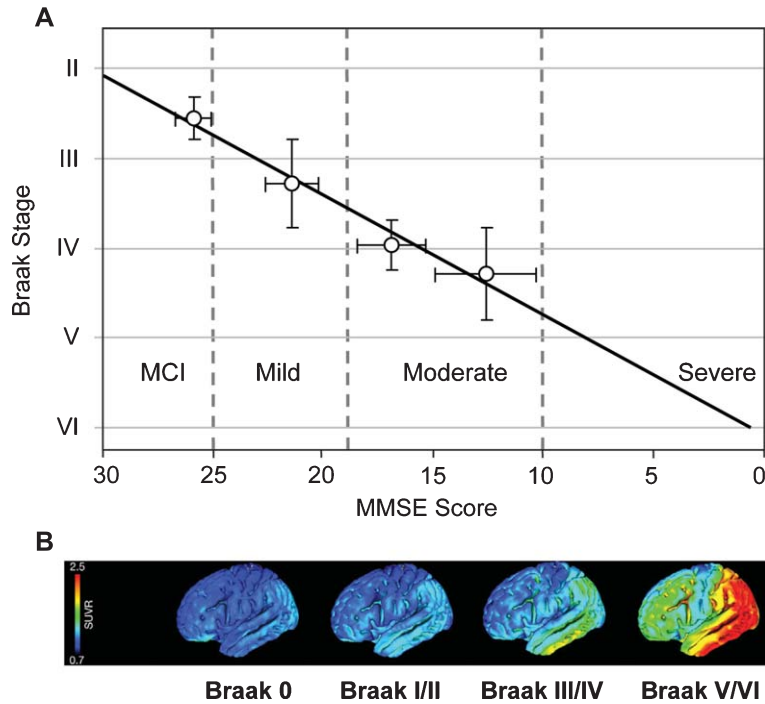 A
II
III
IV
V
VI
Braak Stage
MCI
Mild
Moderate
Severe
30
25
20
15
10
5
0
MMSE Score
B
2.5
SUVR
0.7
Braak 0
Braak I/II
Braak III/IV
Braak V/VI